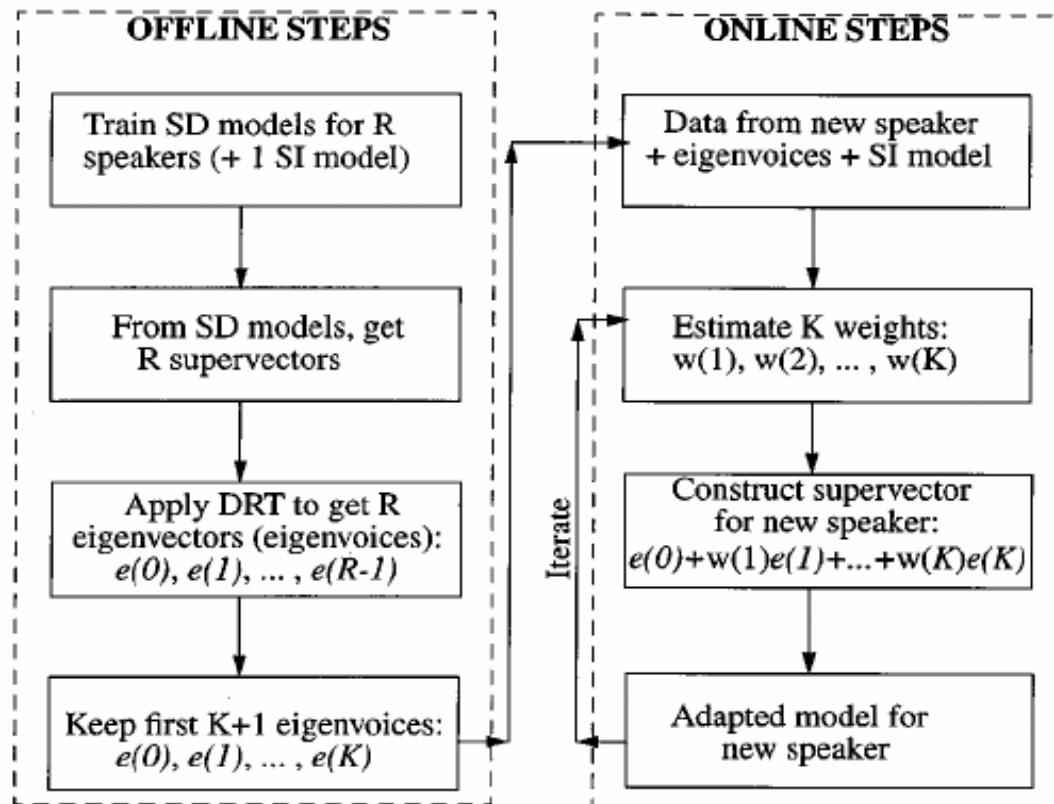 OFFLINE STEPS
Train SD models for R
speakers (+ 1 SI model)
From SD models, get
R supervectors
Apply DRT to get R
eigenvectors (eigenvoices):
e(0), e(1), ... , e(R-1)
Keep first K+1 eigenvoices:
e(0), e(1), ... , e(K)
ONLINE STEPS
Data from new speaker
+ eigenvoices + SI model
Estimate K weights:
w(1), w(2), ... , w(K)
Construct supervector
for new speaker:
e(0)+w(1)e(1)+...+w(K)e(K)
Iterate
Adapted model for
new speaker